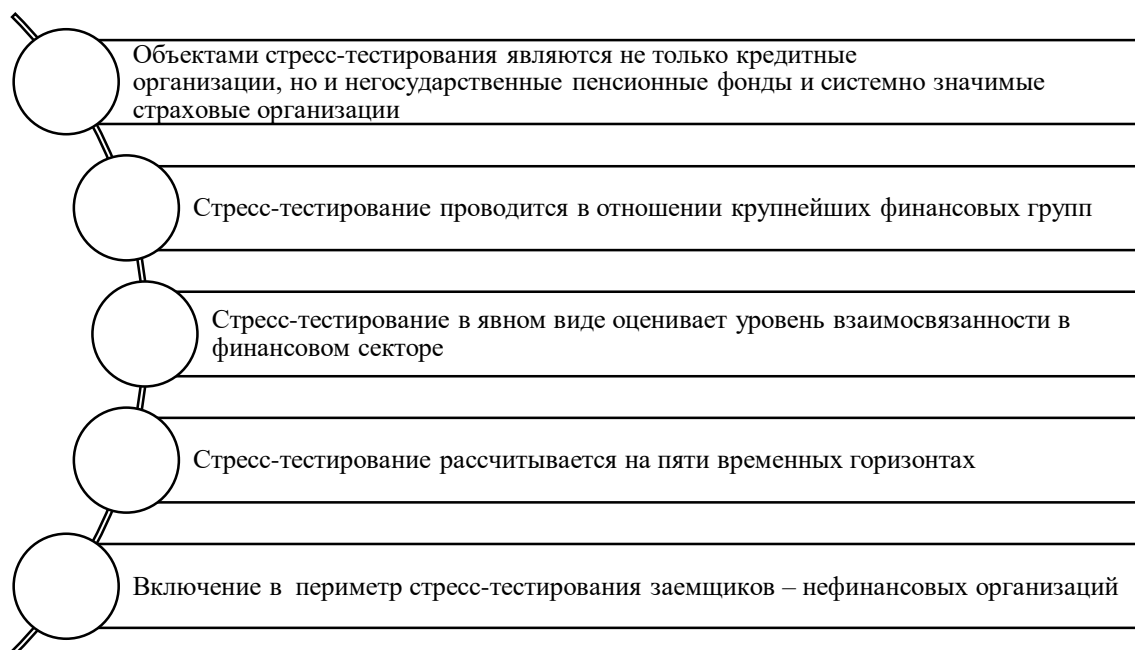 Объектами стресс-тестирования являются не только кредитные
организации, но и негосударственные пенсионные фонды и системно значимые
страховые организации
Стресс-тестирование проводится в отношении крупнейших финансовых групп
Стресс-тестирование в явном виде оценивает уровень взаимосвязанности в
финансовом секторе
Стресс-тестирование рассчитывается на пяти временных горизонтах
Включение в периметр стресс-тестирования заемщиков – нефинансовых организаций